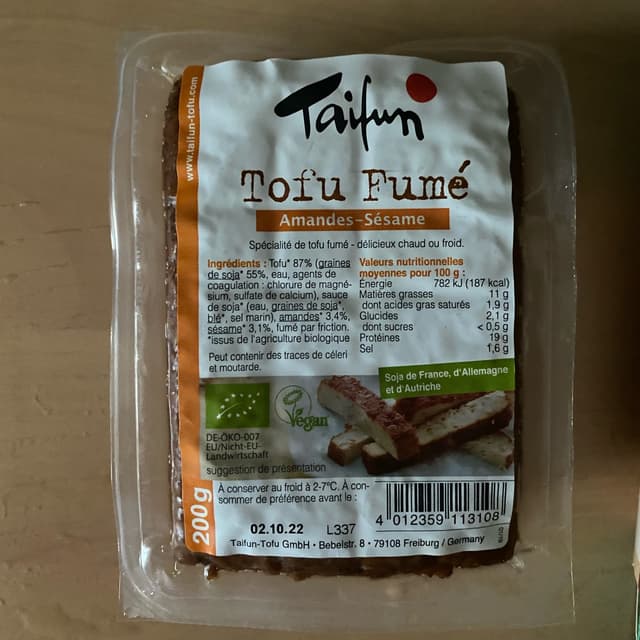 www.taifun-tofu.com
Taifun
Tofu Fumé
Amandes-Sésame
Spécialité de tofu fumé - délicieux chaud ou froid.
Ingrédients : Tofu* 87% (graines
de soja* 55%, eau, agents de
coagulation : chlorure de magné-
sium, sulfate de calcium), sauce
de soja* (eau, graines de soja*,
blé*, sel marin), amandes* 3,4%,
sésame* 3,1%, fumé par friction.
*issus de l'agriculture biologique
Peut contenir des traces de céleri
et moutarde.
Valeurs nutritionnelles
moyennes pour 100 g :
Énergie 782 kJ (187 kcal)
Matières grasses 11 g
dont acides gras saturés 1,9 g
Glucides 2,1 g
dont sucres < 0,5 g
Protéines 19 g
Sel 1,6 g
Soja de France, d'Allemagne
et d'Autriche
Vegan
DE-ÖKO-007
EU/Nicht-EU-
Landwirtschaft
suggestion de présentation
200g
À conserver au froid à 2-7°C. À con-
sommer de préférence avant le :
02.10.22 L337
4 012359 113108
Taifun-Tofu GmbH • Bebelstr. 8 • 79108 Freiburg / Germany